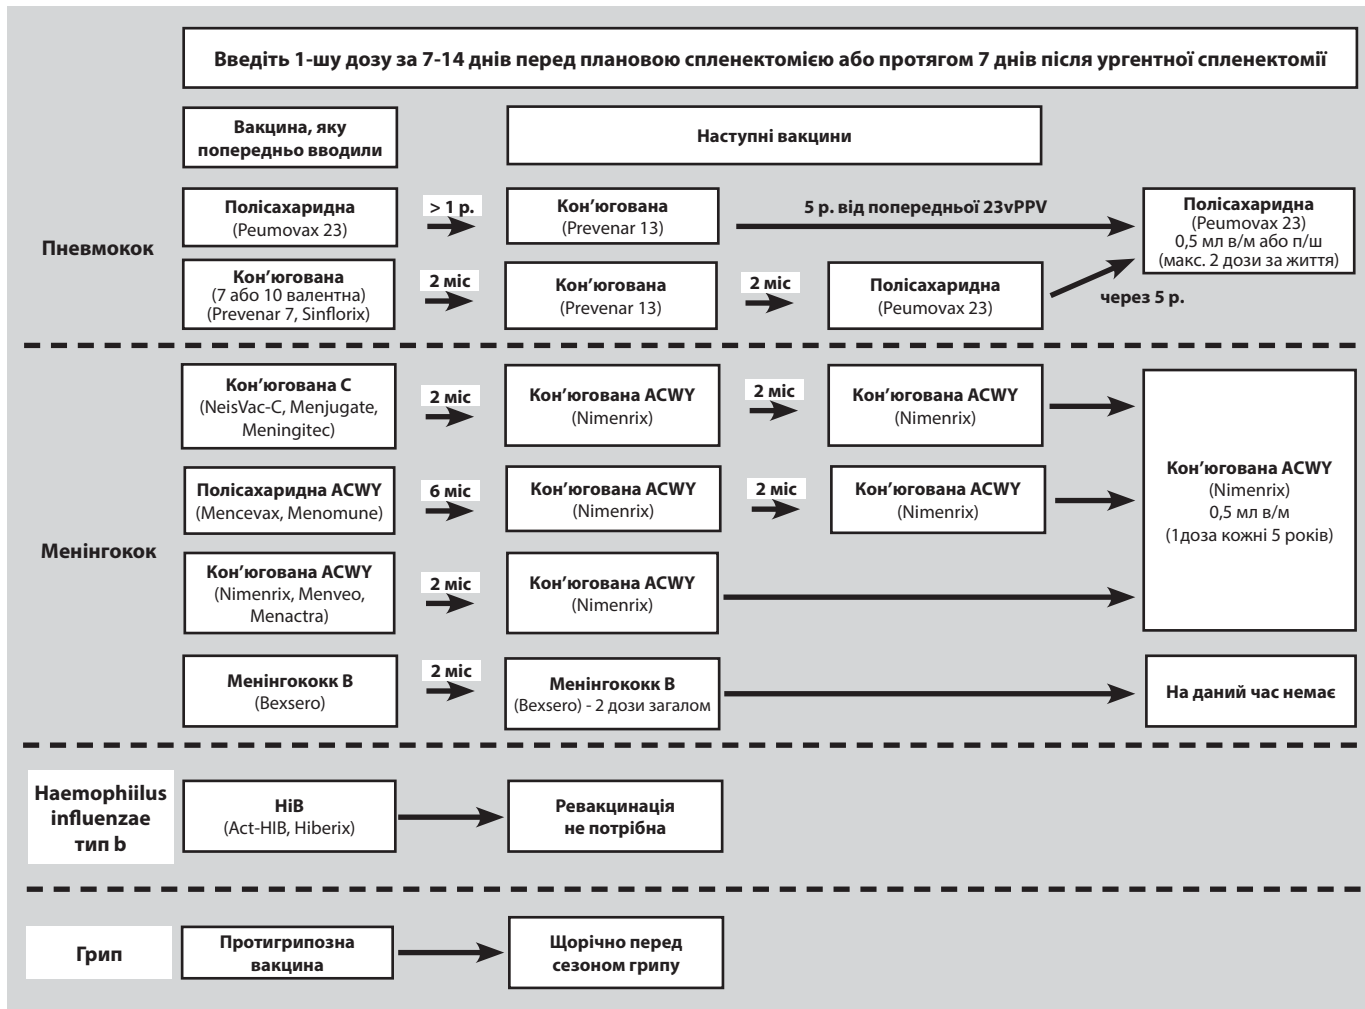 Введіть 1-шу дозу за 7-14 днів перед плановою спленектомією або протягом 7 днів після ургентної спленектомії
Вакцина, яку
попередньо вводили
Наступні вакцини
Пневмокок
Полісахаридна
(Peumovax 23)
> 1 р.
Кон’югована
(Prevenar 13)
5 р. від попередньої 23vPPV
Полісахаридна
(Peumovax 23)
0,5 мл в/м або п/ш
(макс. 2 дози за життя)
Кон’югована
(7 або 10 валентна)
(Prevenar 7, Sinflorix)
2 міс
Кон’югована
(Prevenar 13)
2 міс
Полісахаридна
(Peumovax 23)
через 5 р.
Менінгокок
Кон’югована С
(NeisVac-C, Menjugate,
Meningitec)
2 міс
Кон’югована ACWY
(Nimenrix)
2 міс
Кон’югована ACWY
(Nimenrix)
Полісахаридна ACWY
(Mencevax, Menomune)
6 міс
Кон’югована ACWY
(Nimenrix)
2 міс
Кон’югована ACWY
(Nimenrix)
Кон’югована ACWY
(Nimenrix)
0,5 мл в/м
(1доза кожні 5 років)
Кон’югована ACWY
(Nimenrix, Menveo,
Menactra)
2 міс
Кон’югована ACWY
(Nimenrix)
Менінгококк В
(Bexsero)
2 міс
Менінгококк В
(Bexsero) - 2 дози загалом
На даний час немає
Haemophiilus
influenzae
тип b
HiB
(Act-HIB, Hiberix)
Ревакцинація
не потрібна
Грип
Протигрипозна
вакцина
Щорічно перед
сезоном грипу